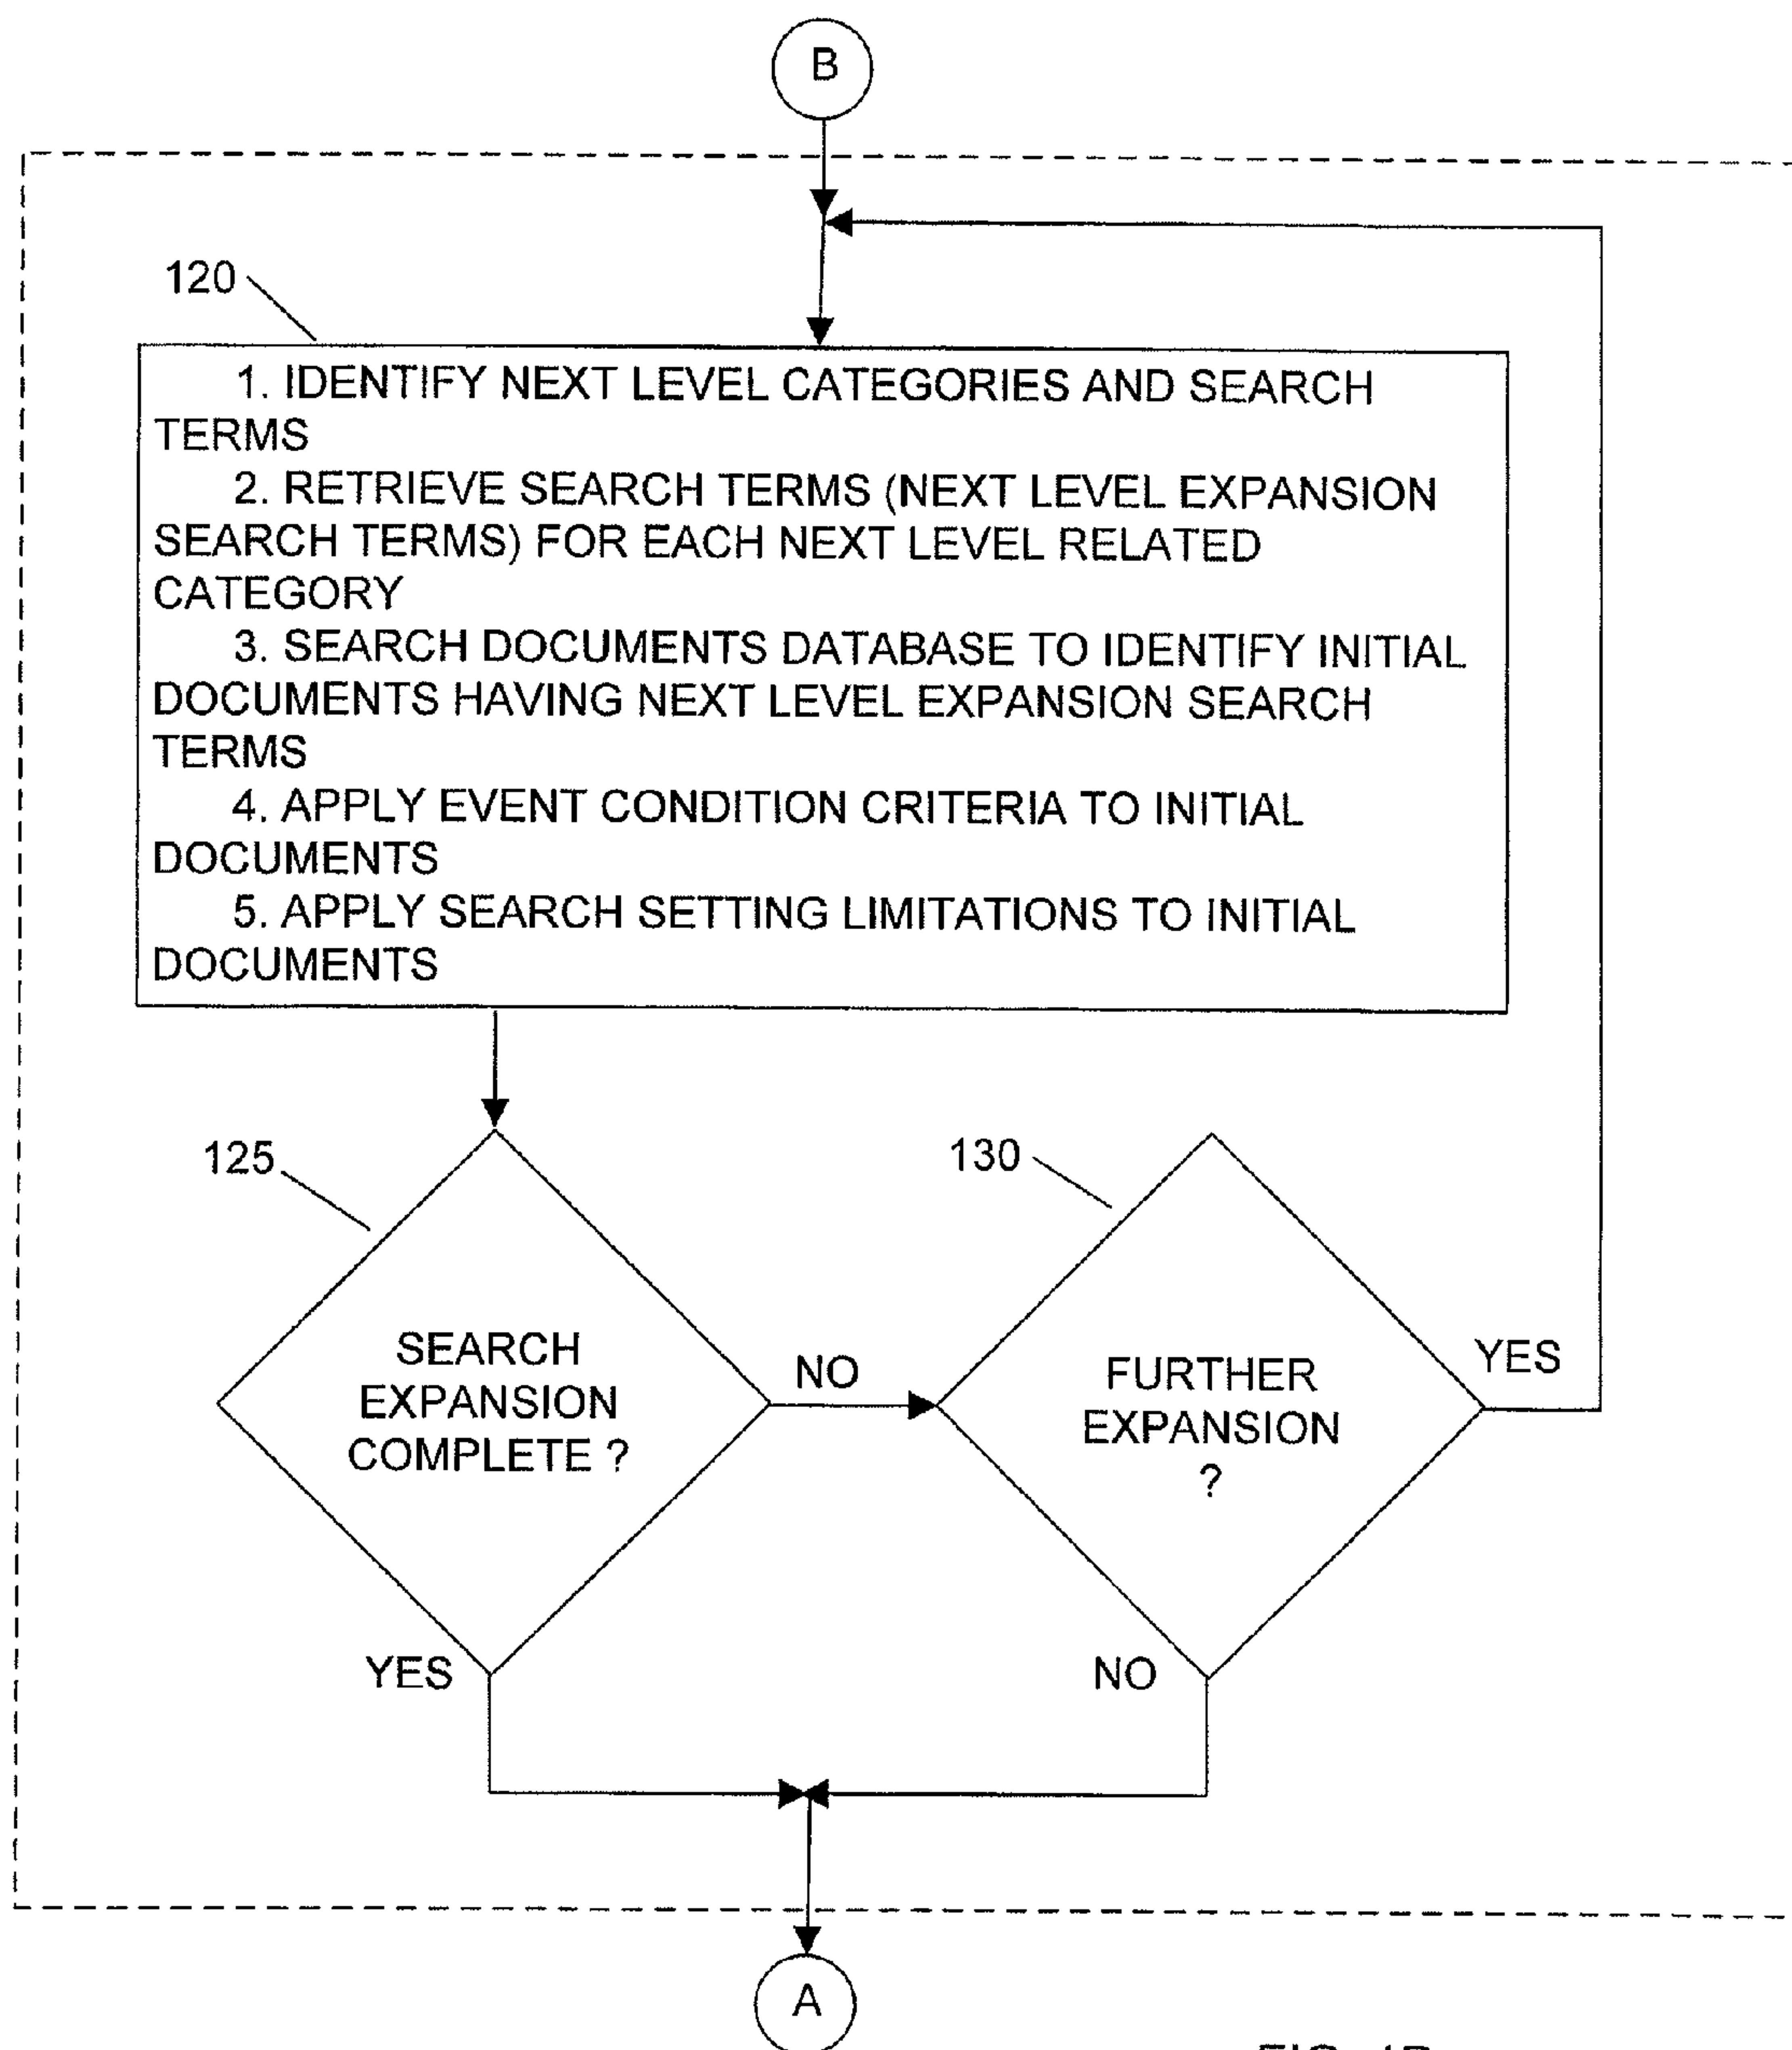 B
120
1. IDENTIFY NEXT LEVEL CATEGORIES AND SEARCH
TERMS
2. RETRIEVE SEARCH TERMS (NEXT LEVEL EXPANSION
SEARCH TERMS) FOR EACH NEXT LEVEL RELATED
CATEGORY
3. SEARCH DOCUMENTS DATABASE TO IDENTIFY INITIAL
DOCUMENTS HAVING NEXT LEVEL EXPANSION SEARCH
TERMS
4. APPLY EVENT CONDITION CRITERIA TO INITIAL
DOCUMENTS
5. APPLY SEARCH SETTING LIMITATIONS TO INITIAL
DOCUMENTS
125
SEARCH
EXPANSION
COMPLETE ?
NO
YES
130
FURTHER
EXPANSION
?
YES
NO
A